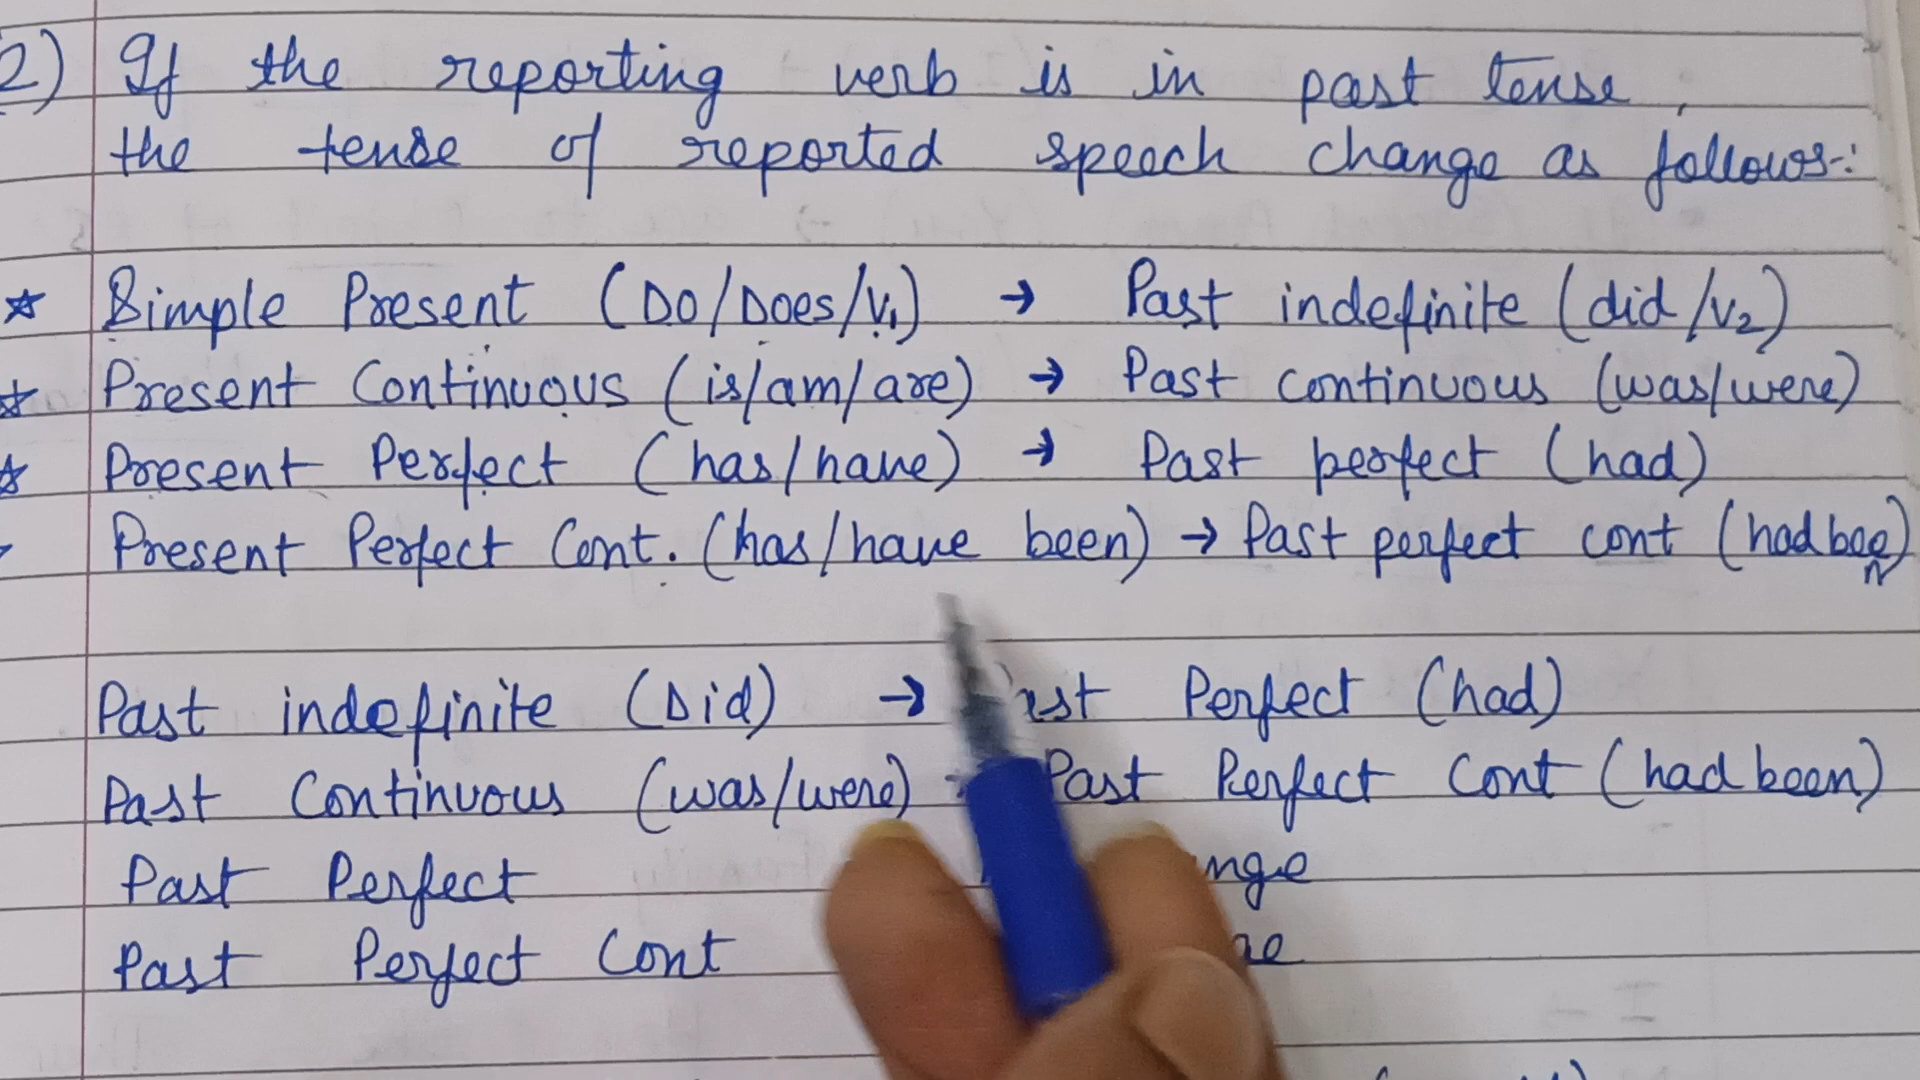 2) If the reporting verb is in past tense,
the tense of reported speech change as follows:-
☆ Simple Present (Do/Does/V₁) → Past indefinite (did/V₂)
☆ Present Continuous (is/am/are) → Past continuous (was/were)
☆ Present Perfect (has/have) → Past perfect (had)
Present Perfect Cont. (has/have been) → Past perfect cont (had been)
Past indefinite (Did) → Perfect (had)
Past Continuous (was/were) Past Perfect Cont (had been)
Past Perfect
Past Perfect Cont